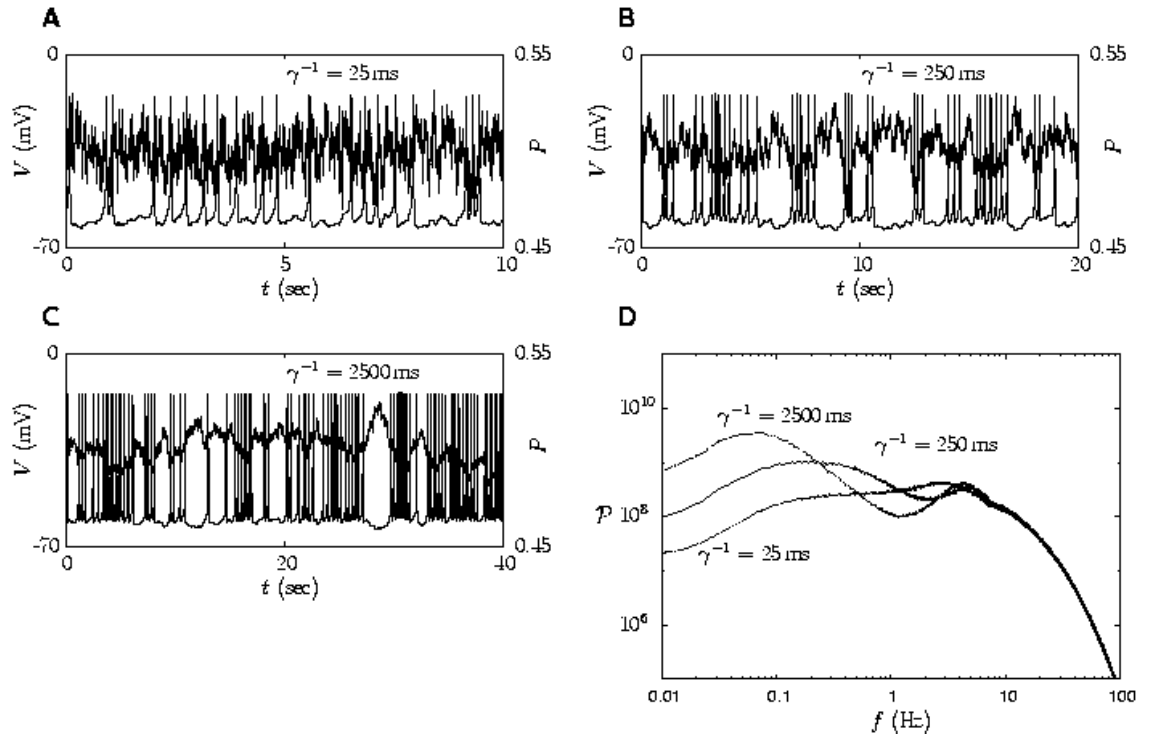 A
0
0.55
γ⁻¹ = 25 ms
V (mV)
p
-70
0.45
0
5
10
t (sec)
B
0
0.55
γ⁻¹ = 250 ms
V (mV)
p
-70
0.45
0
10
20
t (sec)
C
0
0.55
γ⁻¹ = 2500 ms
V (mV)
p
-70
0.45
0
20
40
t (sec)
D
10¹⁰
γ⁻¹ = 2500 ms
γ⁻¹ = 250 ms
P
10⁸
γ⁻¹ = 25 ms
10⁶
0.01
0.1
1
10
100
f (Hz)